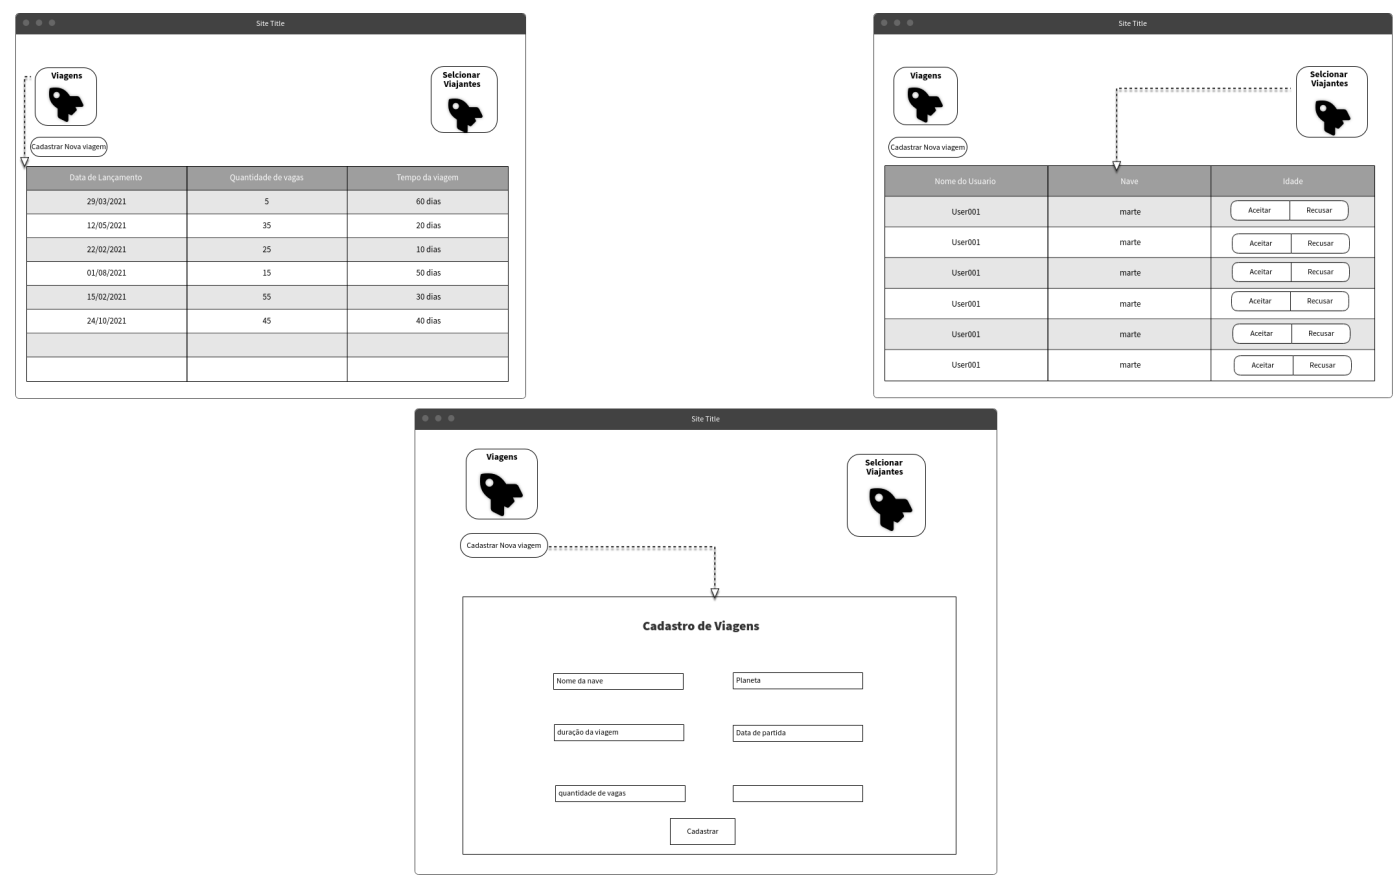 Site Title
Viagens
Selcionar
Viajantes
Cadastrar Nova viagem
Data de Lançamento Quantidade de vagas Tempo da viagem
29/03/2021 5 60 dias
12/05/2021 35 20 dias
22/02/2021 25 10 dias
01/08/2021 15 50 dias
15/02/2021 55 30 dias
24/10/2021 45 40 dias
Site Title
Viagens
Selcionar
Viajantes
Cadastrar Nova viagem
Nome do Usuario Nave Idade
User001 marte Aceitar Recusar
User001 marte Aceitar Recusar
User001 marte Aceitar Recusar
User001 marte Aceitar Recusar
User001 marte Aceitar Recusar
User001 marte Aceitar Recusar
Site Title
Viagens
Selcionar
Viajantes
Cadastrar Nova viagem
Cadastro de Viagens
Nome da nave Planeta
duração da viagem Data de partida
quantidade de vagas
Cadastrar